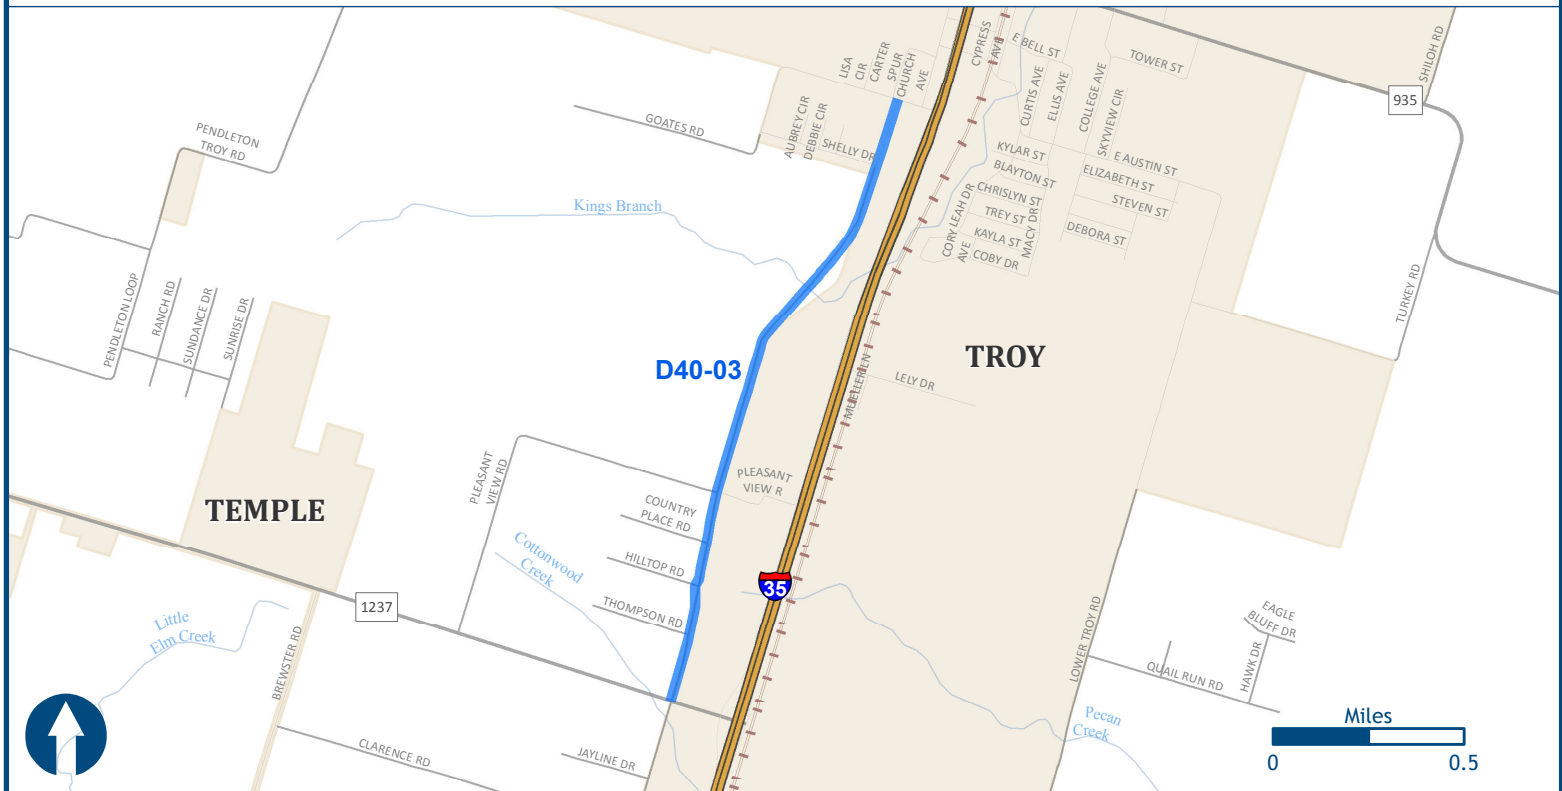 LISA
CIR
CARTER
SPUR
CHURCH
AVE
CYPRESS
AVE
E BELL ST
TOWER ST
SHILOH RD
935
CURTIS AVE
ELLIS AVE
COLLEGE AVE
SKYVIEW CIR
GOATES RD
AUBREY CIR
DEBBIE CIR
SHELLY DR
PENDLETON
TROY RD
KYLAR ST
E AUSTIN ST
BLAYTON ST
ELIZABETH ST
CHRISLYN ST
STEVEN ST
TREY ST
CORY LEAH DR
AVE
MACY DR
KAYLA ST
DEBORA ST
COBY DR
Kings Branch
PENDLETON LOOP
RANCH RD
SUNDANCE DR
SUNRISE DR
TURKEY RD
D40-03
TROY
MUELLER LN
LELY DR
PLEASANT
VIEW RD
PLEASANT
VIEW R
COUNTRY
PLACE RD
TEMPLE
Cottonwood
Creek
HILLTOP RD
35
THOMPSON RD
1237
Little
Elm Creek
BREWSTER RD
LOWER TROY RD
EAGLE
BLUFF DR
HAWK DR
QUAIL RUN RD
Pecan
Creek
CLARENCE RD
JAYLINE DR
Miles
0
0.5